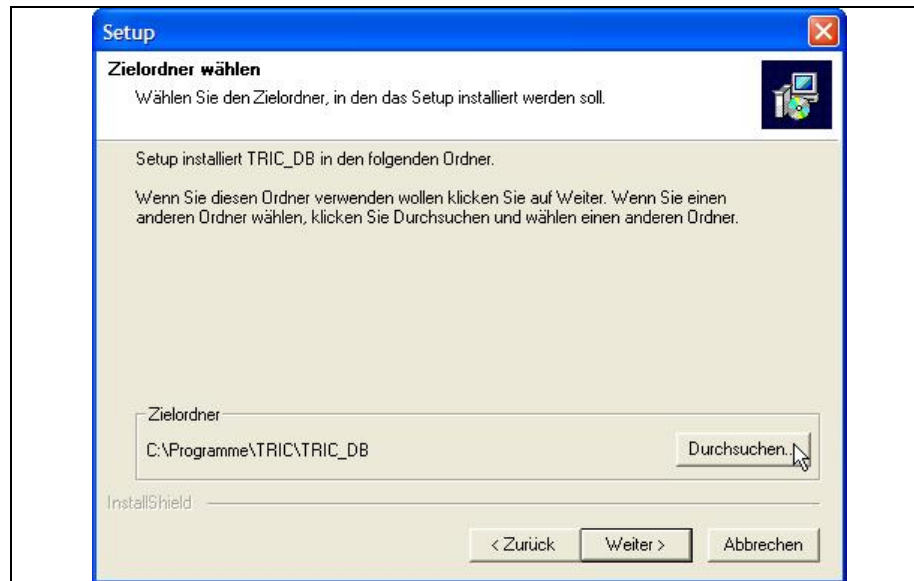 Setup
Zielordner wählen
Wählen Sie den Zielordner, in den das Setup installiert werden soll.
Setup installiert TRIC_DB in den folgenden Ordner.
Wenn Sie diesen Ordner verwenden wollen klicken Sie auf Weiter. Wenn Sie einen
anderen Ordner wählen, klicken Sie Durchsuchen und wählen einen anderen Ordner.
Zielordner
C:\Programme\TRIC\TRIC_DB
Durchsuchen...
InstallShield
< Zurück
Weiter >
Abbrechen